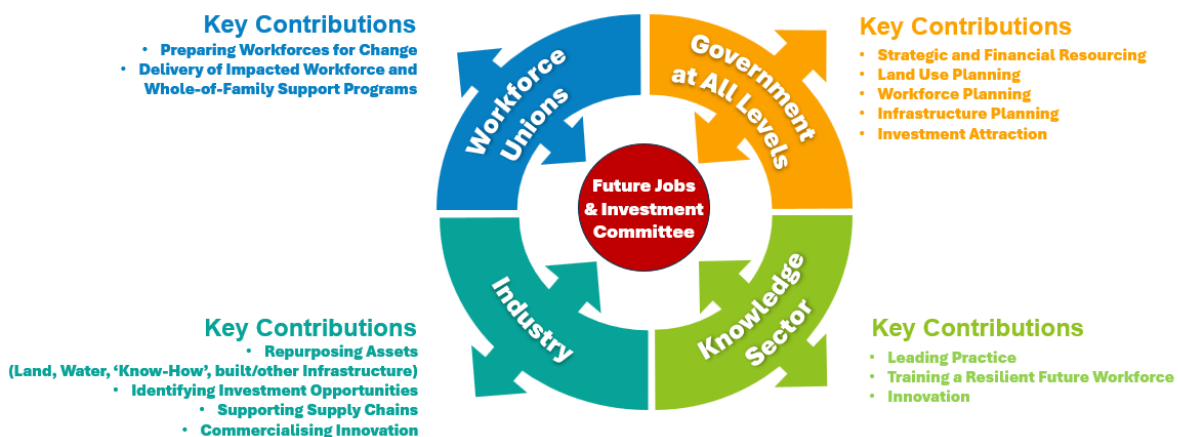 Key Contributions
• Preparing Workforces for Change
• Delivery of Impacted Workforce and
Whole-of-Family Support Programs
Workforce
Unions
Government
at All Levels
Key Contributions
• Strategic and Financial Resourcing
• Land Use Planning
• Workforce Planning
• Infrastructure Planning
• Investment Attraction
Future Jobs
& Investment
Committee
Key Contributions
• Repurposing Assets
(Land, Water, ‘Know-How’, built/other Infrastructure)
• Identifying Investment Opportunities
• Supporting Supply Chains
• Commercialising Innovation
Industry
Knowledge
Sector
Key Contributions
• Leading Practice
• Training a Resilient Future Workforce
• Innovation